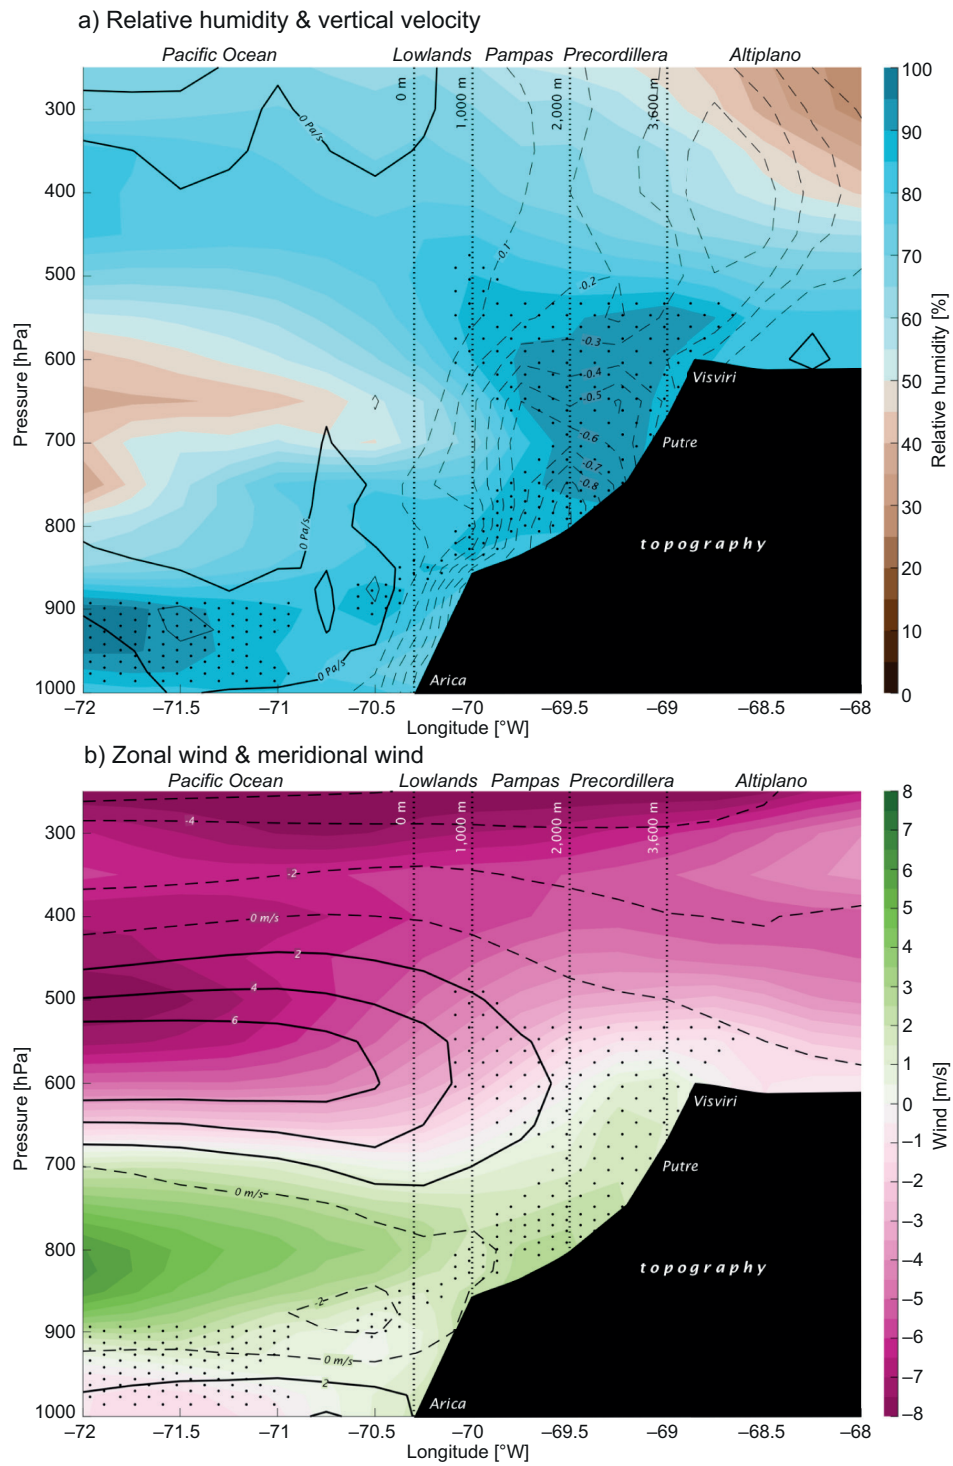 a) Relative humidity & vertical velocity
Pacific Ocean Lowlands Pampas Precordillera Altiplano
0 m
1,000 m
2,000 m
3,600 m
300
400
500
600
700
800
900
1000
Pressure [hPa]
0 Pa/s
0 Pa/s
0 Pa/s
-0.1
-0.2
-0.3
-0.4
-0.5
-0.6
-0.7
-0.8
Visviri
Putre
topography
Arica
–72 –71.5 –71 –70.5 –70 –69.5 –69 –68.5 –68
Longitude [°W]
100
90
80
70
60
50
40
30
20
10
0
Relative humidity [%]
b) Zonal wind & meridional wind
Pacific Ocean Lowlands Pampas Precordillera Altiplano
0 m
1,000 m
2,000 m
3,600 m
300
400
500
600
700
800
900
1000
Pressure [hPa]
-4
-2
0 m/s
2
4
6
0 m/s
-2
0 m/s
2
Visviri
Putre
topography
Arica
–72 –71.5 –71 –70.5 –70 –69.5 –69 –68.5 –68
Longitude [°W]
8
7
6
5
4
3
2
1
0
–1
–2
–3
–4
–5
–6
–7
–8
Wind [m/s]